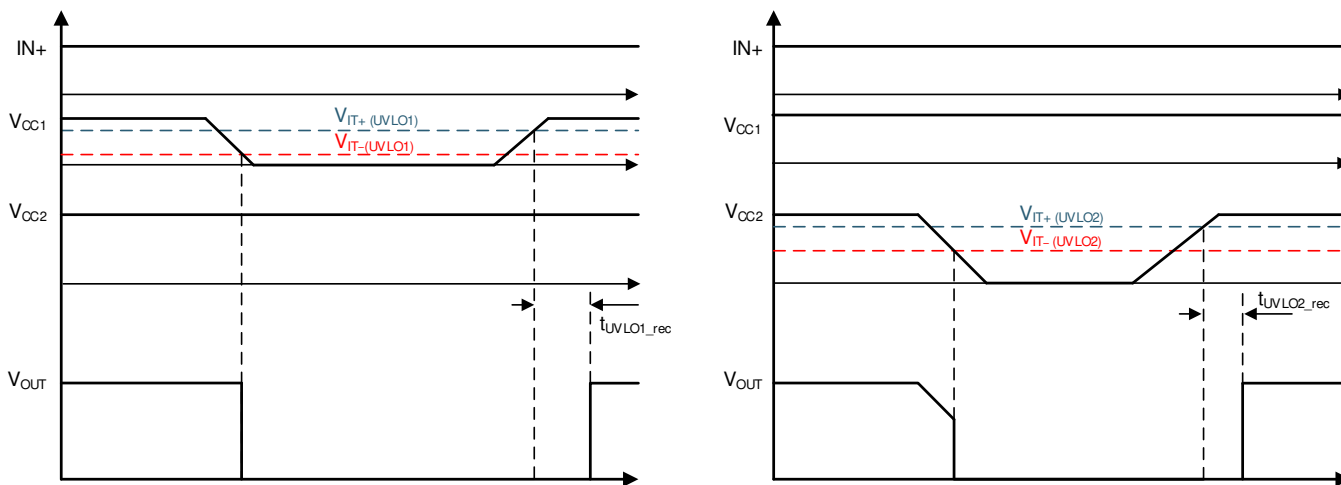 IN+
VCC1
VIT+ (UVLO1)
VIT-(UVLO1)
VCC2
tUVLO1_rec
VOUT
IN+
VCC1
VCC2
VIT+ (UVLO2)
VIT- (UVLO2)
tUVLO2_rec
VOUT